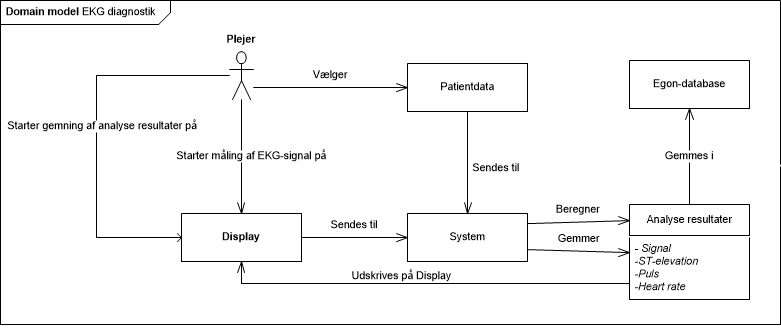 Domain model EKG diagnostik
Plejer
Vælger
Patientdata
Egon-database
Starter gemning af analyse resultater på
Starter måling af EKG-signal på
Sendes til
Gemmes i
Display
Sendes til
System
Beregner
Gemmer
Analyse resultater
- Signal
-ST-elevation
-Puls
-Heart rate
Udskrives på Display